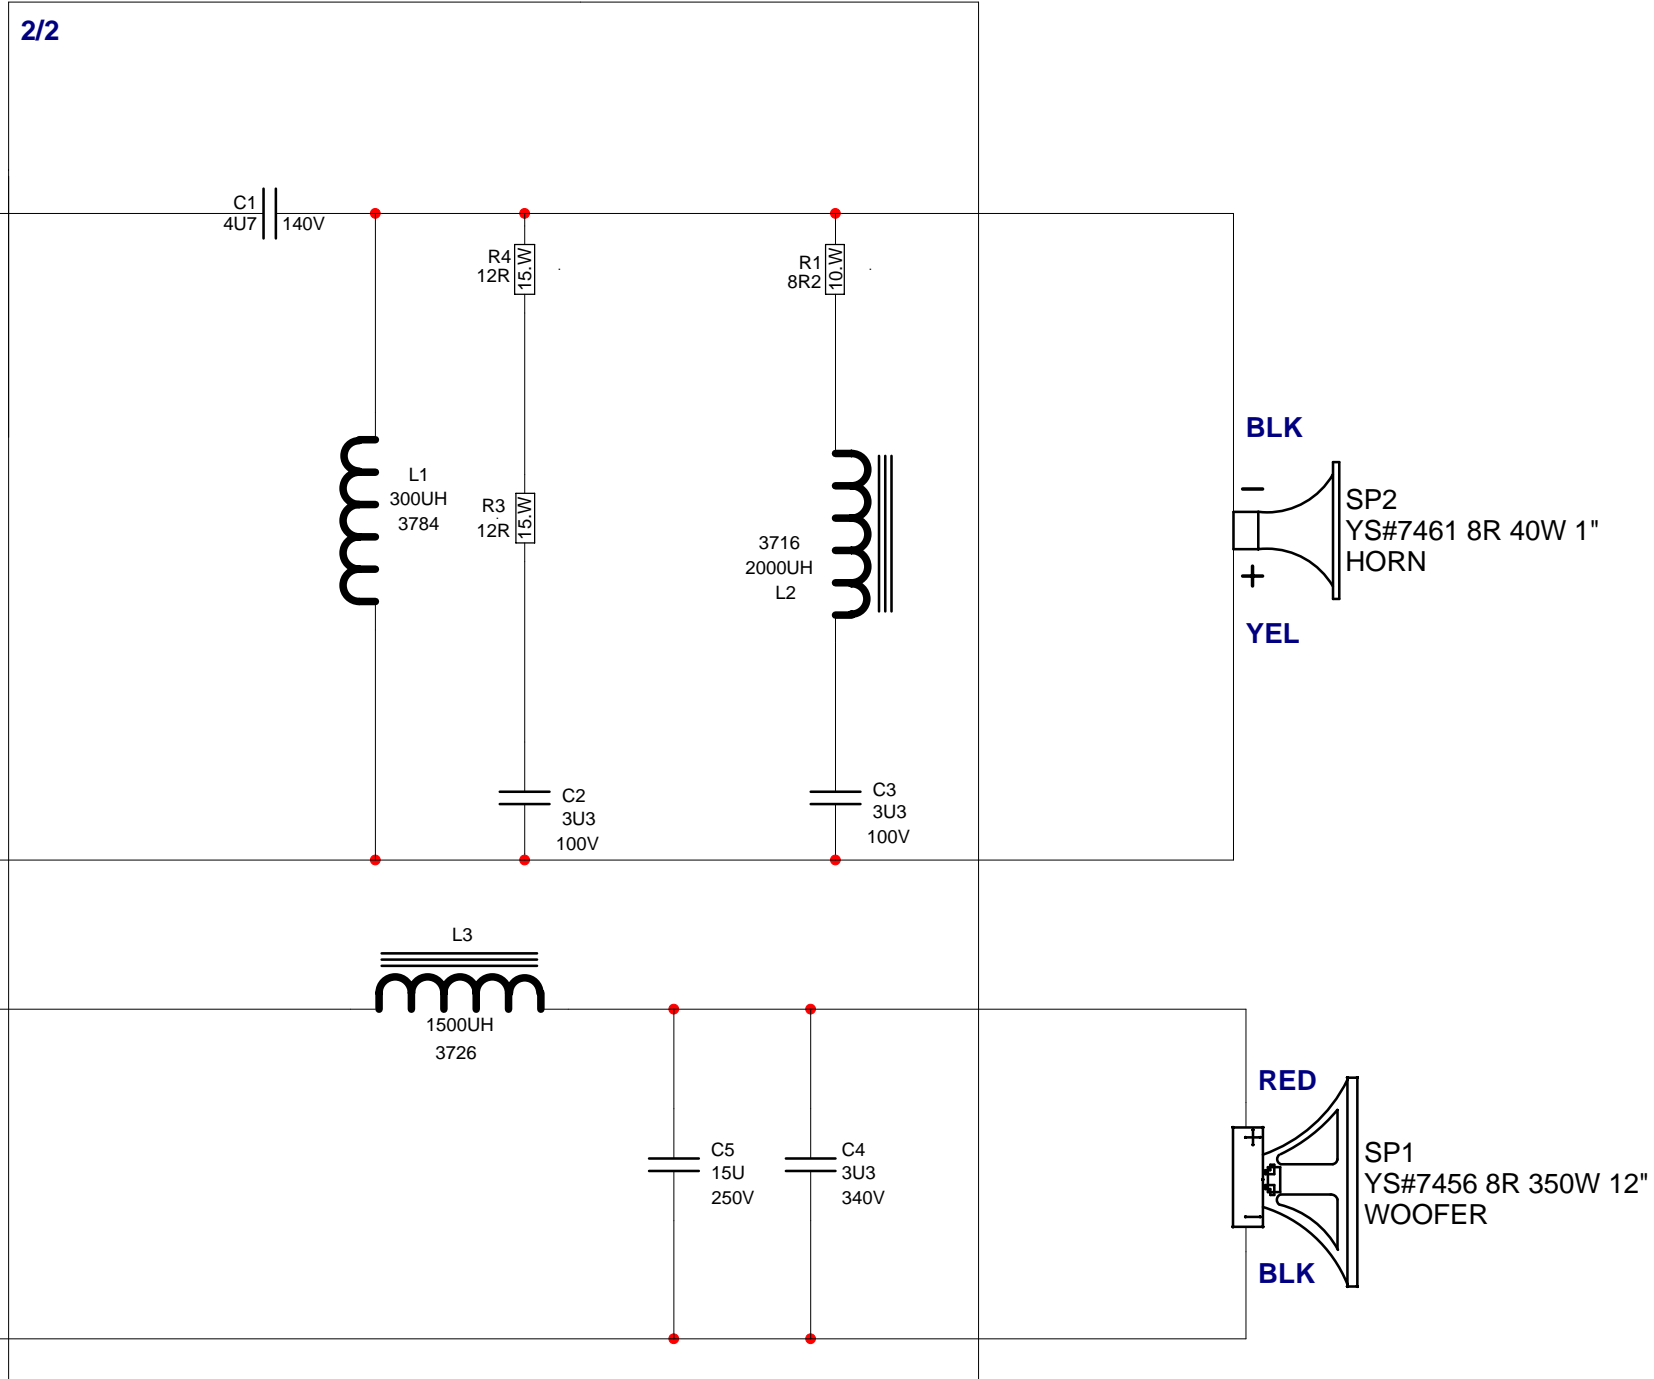 2/2
C1
4U7
140V
R4
12R
15.W
R1
8R2
10.W
L1
300UH
3784
R3
12R
15.W
3716
2000UH
L2
BLK
–
SP2
YS#7461 8R 40W 1"
HORN
+
YEL
C2
3U3
100V
C3
3U3
100V
L3
1500UH
3726
RED
+
C5
15U
250V
C4
3U3
340V
SP1
YS#7456 8R 350W 12"
WOOFER
–
BLK